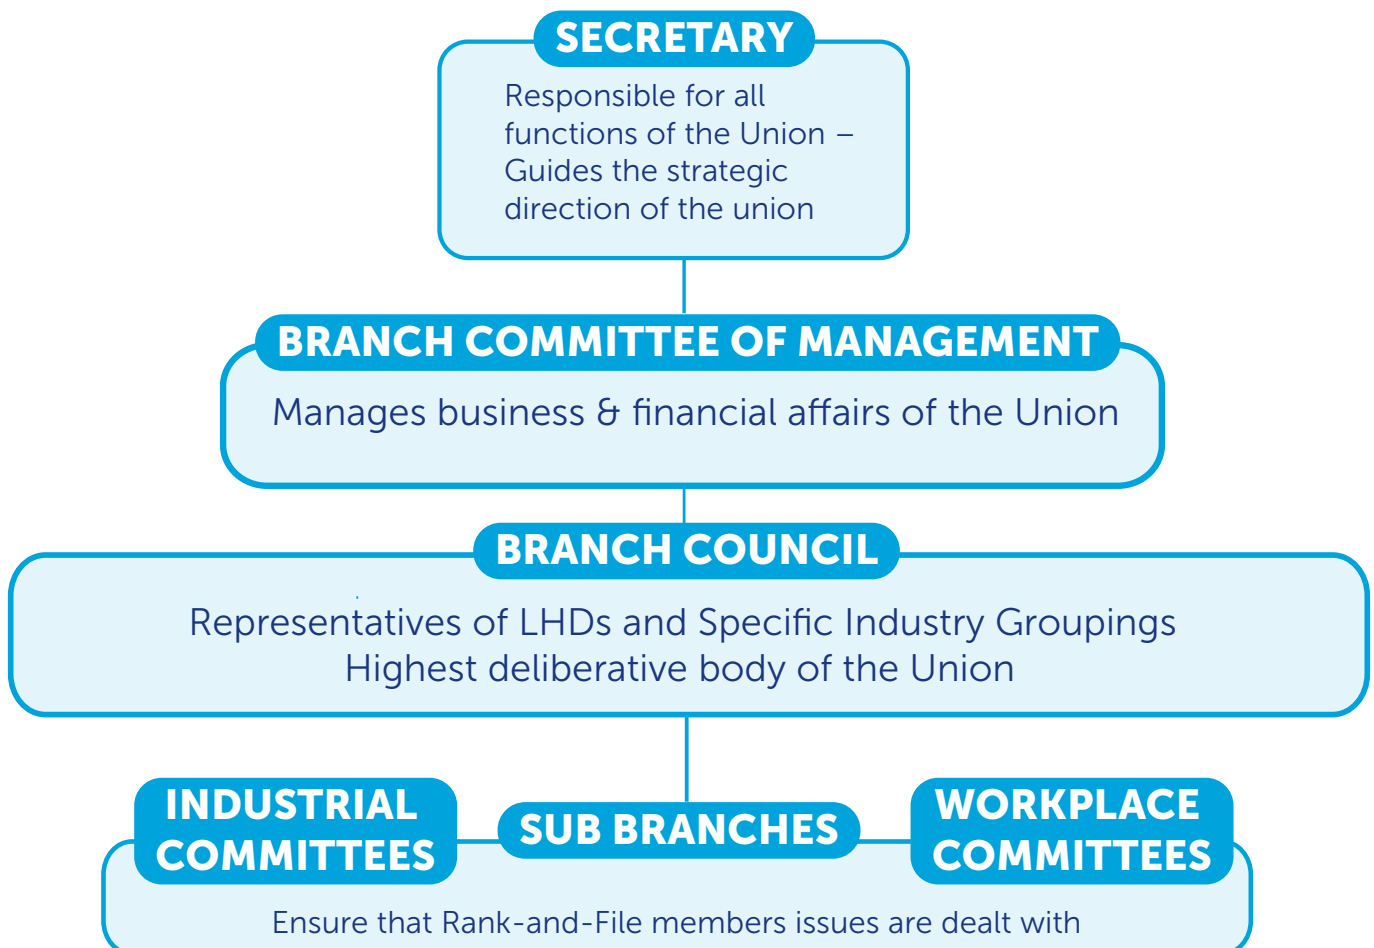 SECRETARY
Responsible for all
functions of the Union –
Guides the strategic
direction of the union
BRANCH COMMITTEE OF MANAGEMENT
Manages business & financial affairs of the Union
BRANCH COUNCIL
Representatives of LHDs and Specific Industry Groupings
Highest deliberative body of the Union
INDUSTRIAL
COMMITTEES
SUB BRANCHES
WORKPLACE
COMMITTEES
Ensure that Rank-and-File members issues are dealt with